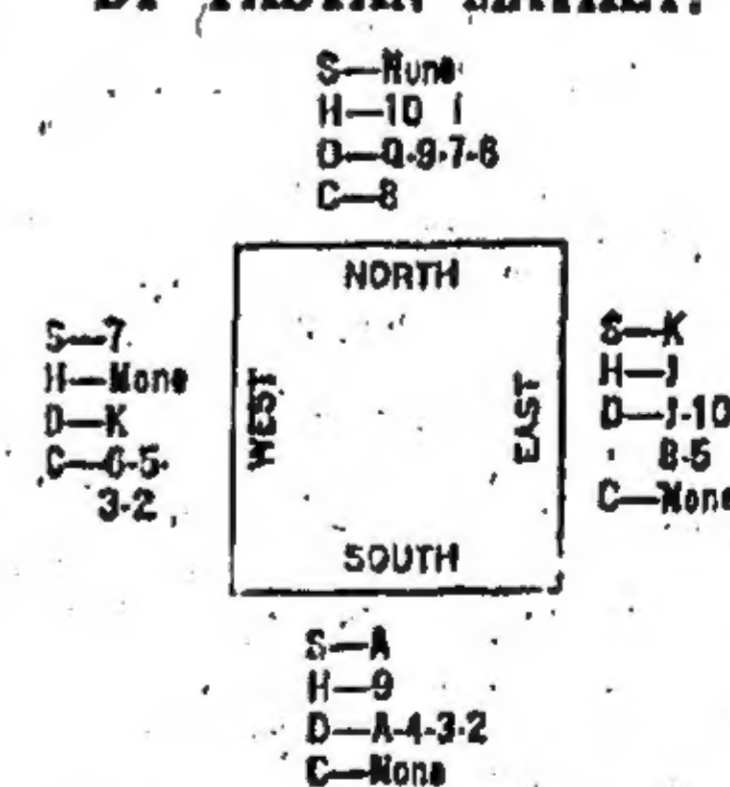 S—None
H—10
D—Q-9-7-6
C—8
NORTH
S—7
H—None
D—K
C—6-5-
3-2
WEST
EAST
S—K
H—J
D—J-10
8-5
C—None
SOUTH
S—A
H—9
D—A-4-3-2
C—None